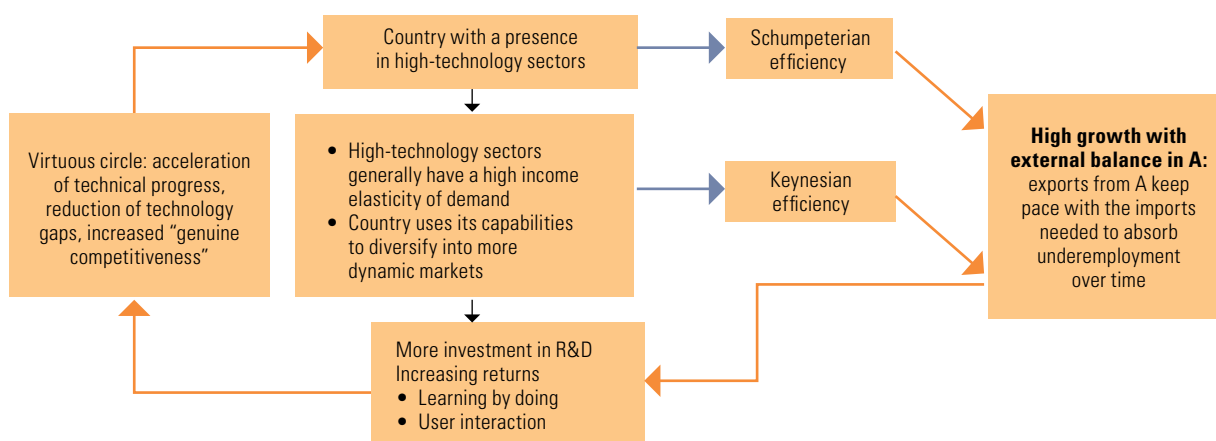 Country with a presence
in high-technology sectors
Schumpeterian
efficiency
Virtuous circle: acceleration
of technical progress,
reduction of technology
gaps, increased “genuine
competitiveness”
• High-technology sectors
generally have a high income
elasticity of demand
• Country uses its capabilities
to diversify into more
dynamic markets
Keynesian
efficiency
High growth with
external balance in A:
exports from A keep
pace with the imports
needed to absorb
underemployment
over time
More investment in R&D
Increasing returns
• Learning by doing
• User interaction